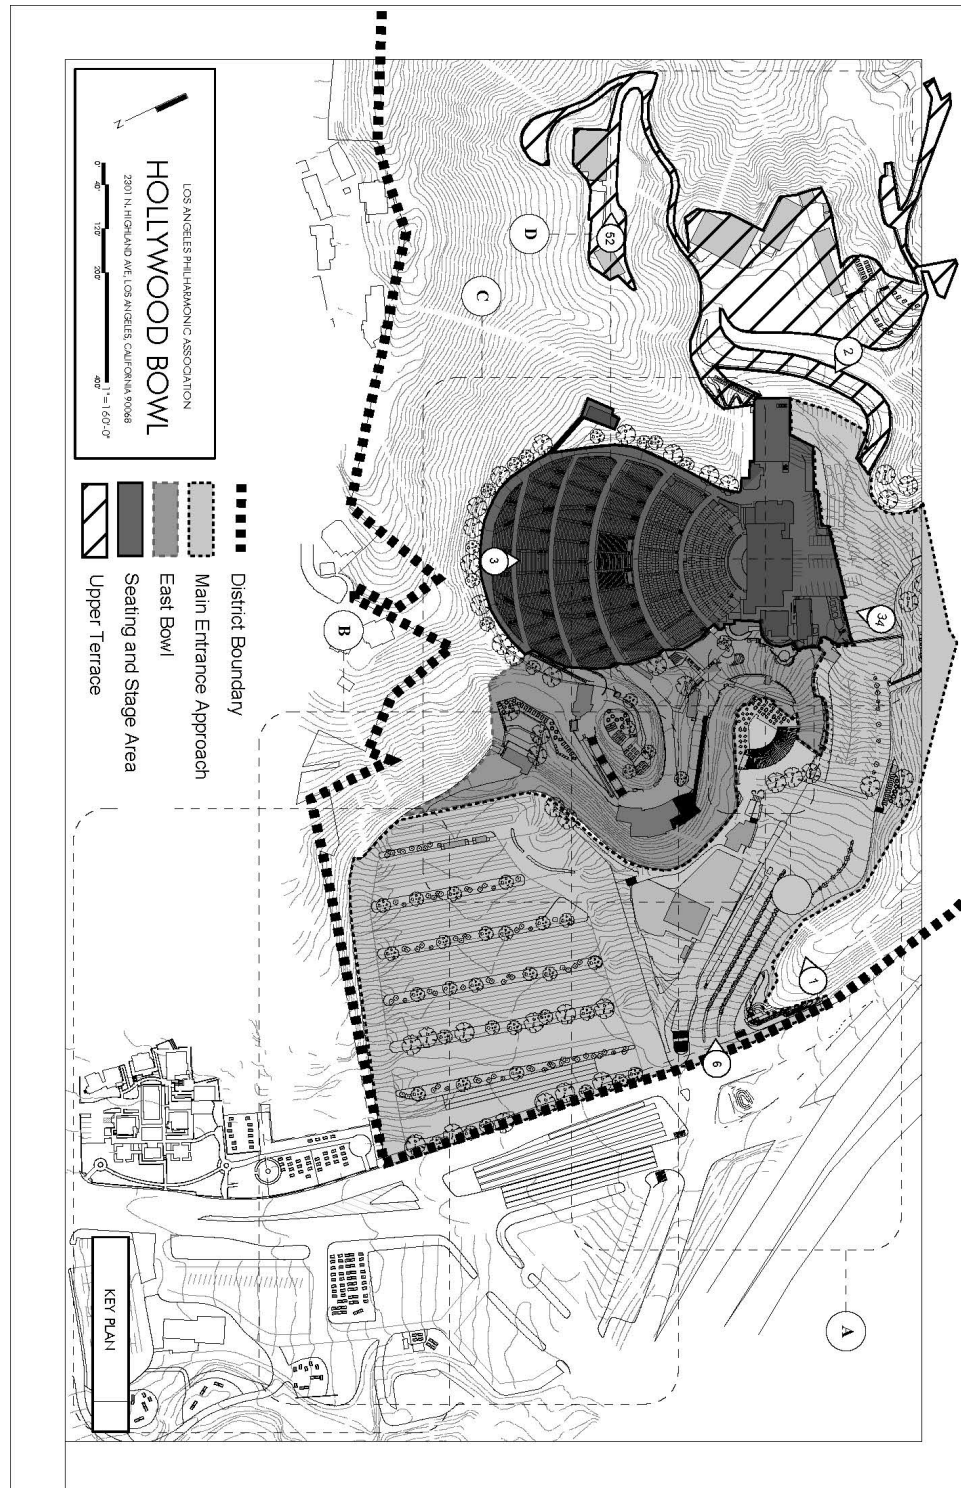 LOS ANGELES PHILHARMONIC ASSOCIATION
HOLLYWOOD BOWL
2301 N. HIGHLAND AVE, LOS ANGELES, CALIFORNIA 90068
N
0' 40' 120' 200' 400'
1" = 160'-0"
District Boundary
Main Entrance Approach
East Bowl
Seating and Stage Area
Upper Terrace
D
C
B
A
52
2
3
34
1
6
KEY PLAN